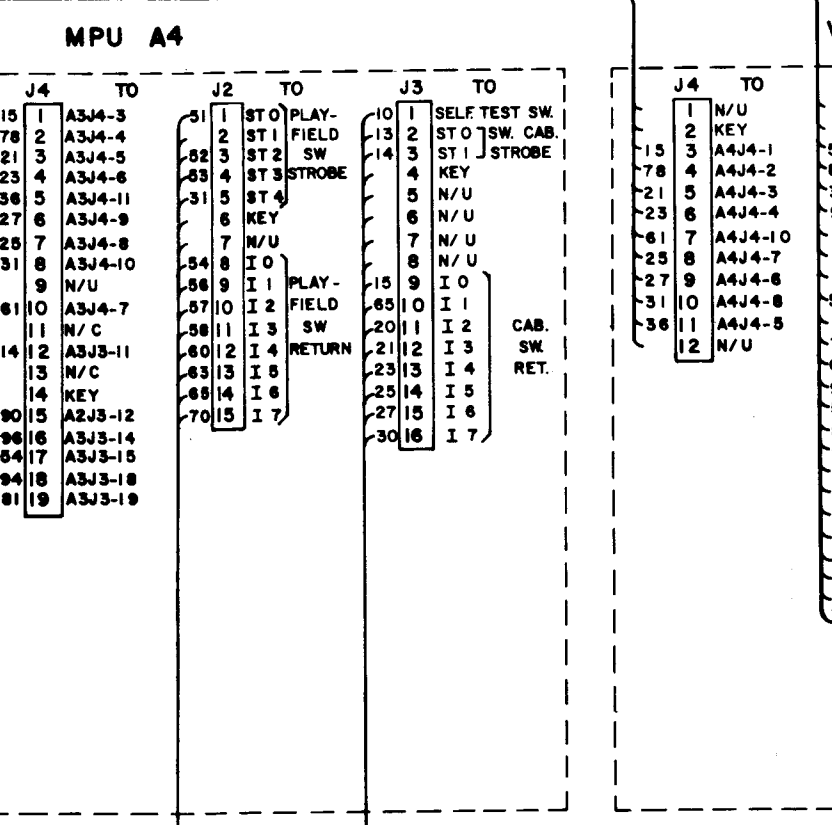 MPU A4
J4 TO
15 1 A3J4-3
78 2 A3J4-4
21 3 A3J4-5
23 4 A3J4-6
36 5 A3J4-11
27 6 A3J4-9
25 7 A3J4-8
31 8 A3J4-10
9 N/U
61 10 A3J4-7
11 N/C
14 12 A3J3-11
13 N/C
14 KEY
90 15 A2J3-12
96 16 A3J3-14
54 17 A3J3-15
94 18 A3J3-18
81 19 A3J3-19
J2 TO
51 1 ST 0 PLAY-
2 ST 1 FIELD
52 3 ST 2 SW
53 4 ST 3 STROBE
31 5 ST 4
6 KEY
7 N/U
54 8 I 0
56 9 I 1 PLAY-
57 10 I 2 FIELD
58 11 I 3 SW
60 12 I 4 RETURN
63 13 I 5
65 14 I 6
70 15 I 7
J3 TO
10 1 SELF TEST SW.
13 2 ST 0 SW. CAB.
14 3 ST 1 STROBE
4 KEY
5 N/U
6 N/U
7 N/U
8 N/U
15 9 I 0
65 10 I 1
20 11 I 2 CAB.
21 12 I 3 SW.
23 13 I 4 RET.
25 14 I 5
27 15 I 6
30 16 I 7
J4 TO
1 N/U
2 KEY
15 3 A4J4-1
78 4 A4J4-2
21 5 A4J4-3
23 6 A4J4-4
61 7 A4J4-10
25 8 A4J4-7
27 9 A4J4-6
31 10 A4J4-8
36 11 A4J4-5
12 N/U